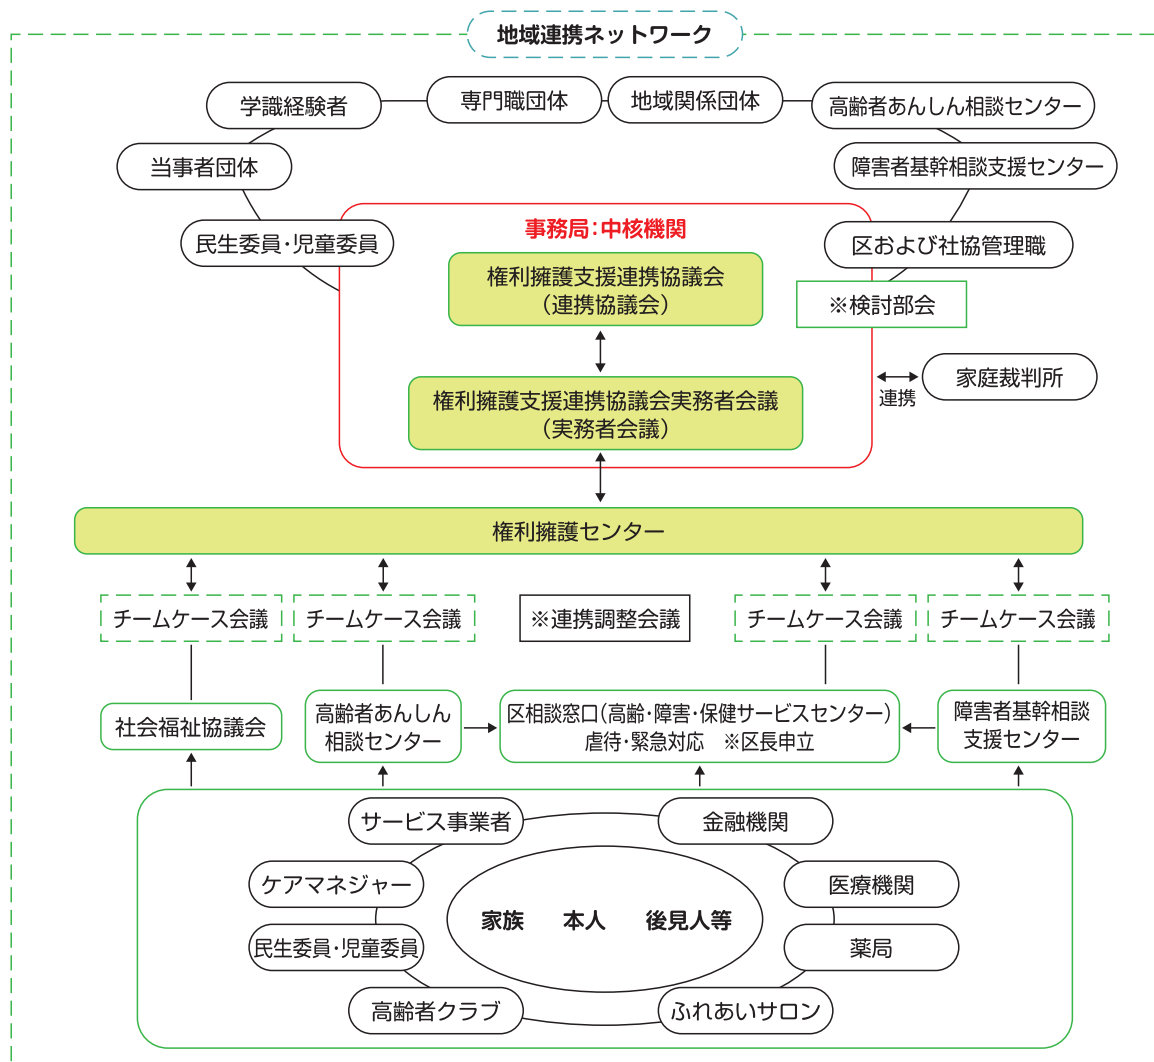 地域連携ネットワーク
学識経験者
専門職団体
地域関係団体
高齢者あんしん相談センター
当事者団体
障害者基幹相談支援センター
民生委員・児童委員
事務局：中核機関
区および社協管理職
権利擁護支援連携協議会
（連携協議会）
※検討部会
家庭裁判所
連携
権利擁護支援連携協議会実務者会議
（実務者会議）
権利擁護センター
チームケース会議
チームケース会議
※連携調整会議
チームケース会議
チームケース会議
社会福祉協議会
高齢者あんしん
相談センター
区相談窓口（高齢・障害・保健サービスセンター）
虐待・緊急対応　※区長申立
障害者基幹相談
支援センター
サービス事業者
金融機関
ケアマネジャー
医療機関
家族　本人　後見人等
民生委員・児童委員
薬局
高齢者クラブ
ふれあいサロン